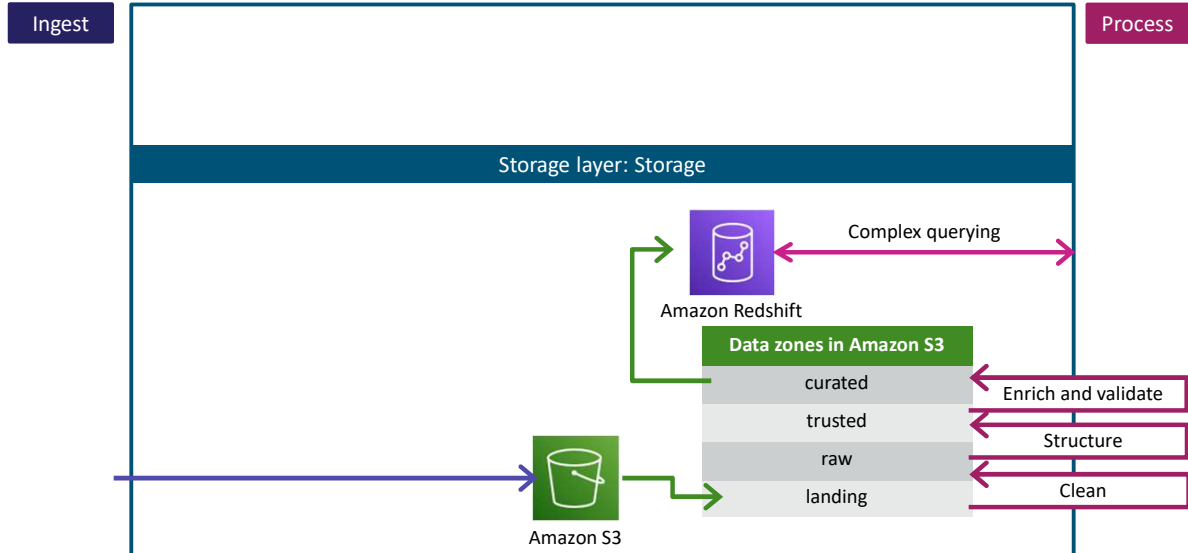 Ingest
Process
Storage layer: Storage
Complex querying
Amazon Redshift
Data zones in Amazon S3
curated
Enrich and validate
trusted
Structure
raw
Clean
landing
Amazon S3